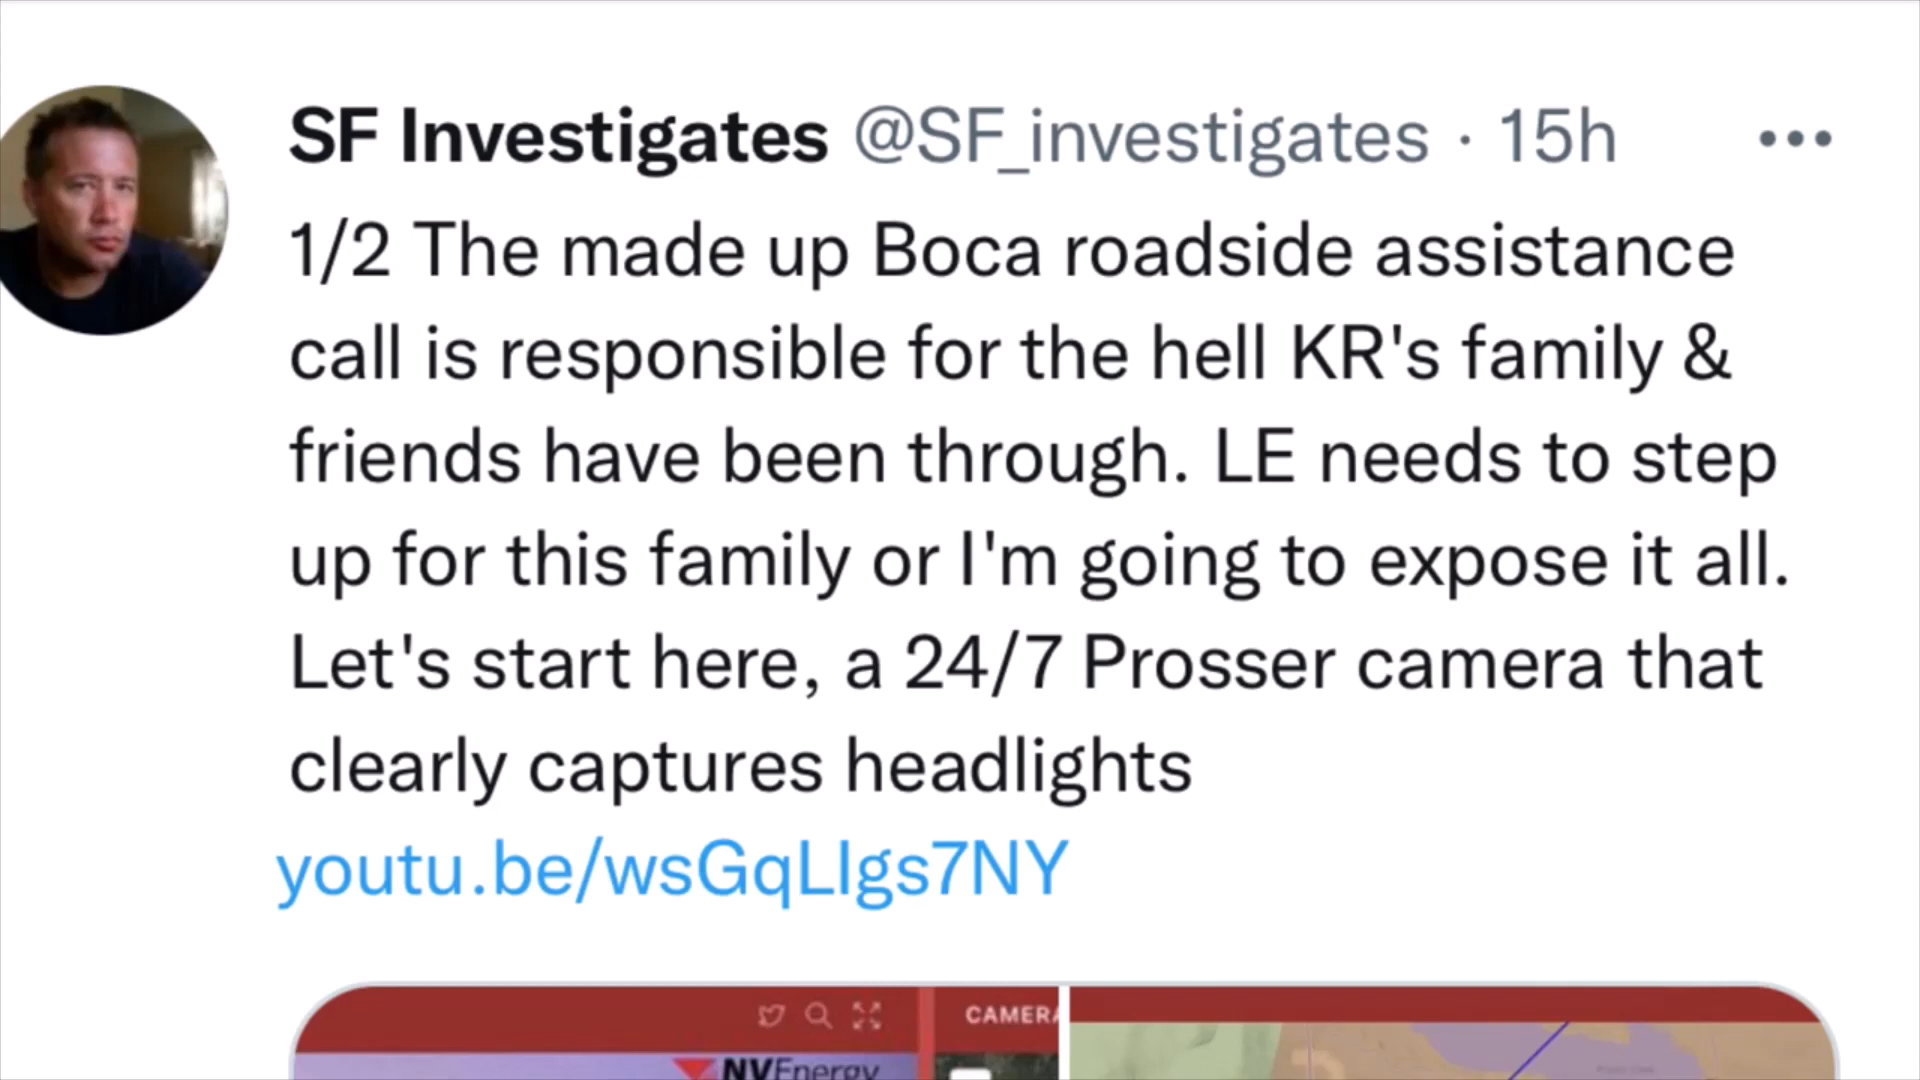 SF Investigates @SF_investigates · 15h
1/2 The made up Boca roadside assistance
call is responsible for the hell KR's family &
friends have been through. LE needs to step
up for this family or I'm going to expose it all.
Let's start here, a 24/7 Prosser camera that
clearly captures headlights
youtu.be/wsGqLIgs7NY
CAMERA
NVEnergy